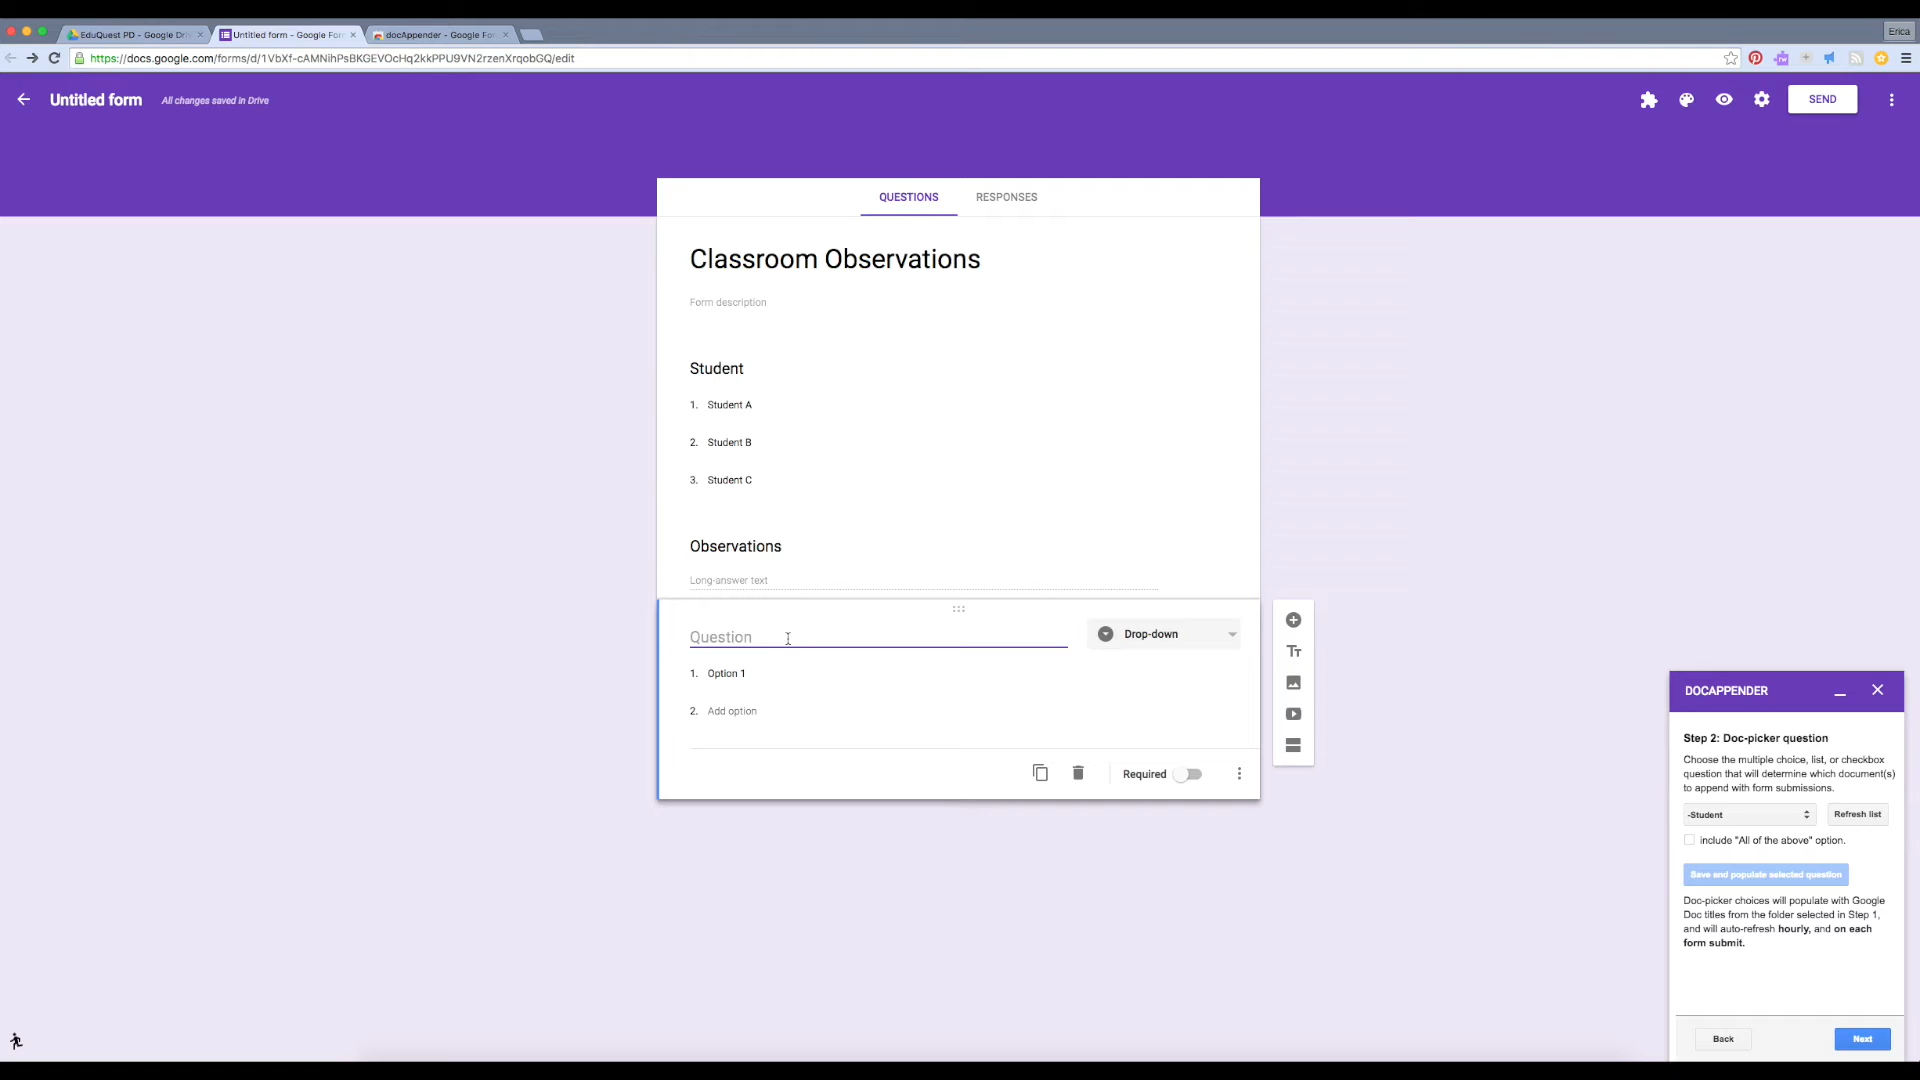 EduQuest PD - Google Dri
Untitled form - Google For
docAppender - Google For
Erica
https://docs.google.com/forms/d/1VbXf-cAMNihPsBKGEVOcHq2kkPPU9VN2rzenXrqobGQ/edit
Untitled form
All changes saved in Drive
SEND
QUESTIONS
RESPONSES
Classroom Observations
Form description
Student
1. Student A
2. Student B
3. Student C
Observations
Long-answer text
Question
Drop-down
1. Option 1
2. Add option
Required
DOCAPPENDER
Step 2: Doc-picker question
Choose the multiple choice, list, or checkbox
question that will determine which document(s)
to append with form submissions.
-Student
Refresh list
include "All of the above" option.
Save and populate selected question
Doc-picker choices will populate with Google
Doc titles from the folder selected in Step 1,
and will auto-refresh hourly, and on each
form submit.
Back
Next